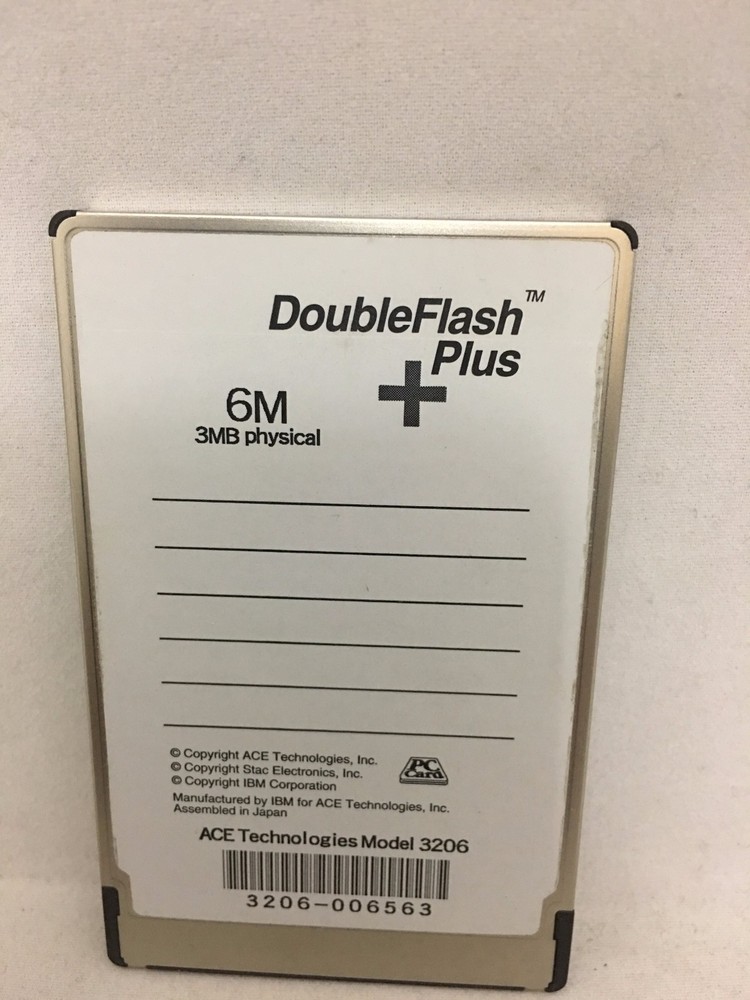 DoubleFlash™
Plus
+
6M
3MB physical
© Copyright ACE Technologies, Inc.
© Copyright Stac Electronics, Inc.
© Copyright IBM Corporation
PC
Card
Manufactured by IBM for ACE Technologies, Inc.
Assembled in Japan
ACE Technologies Model 3206
3206-006563